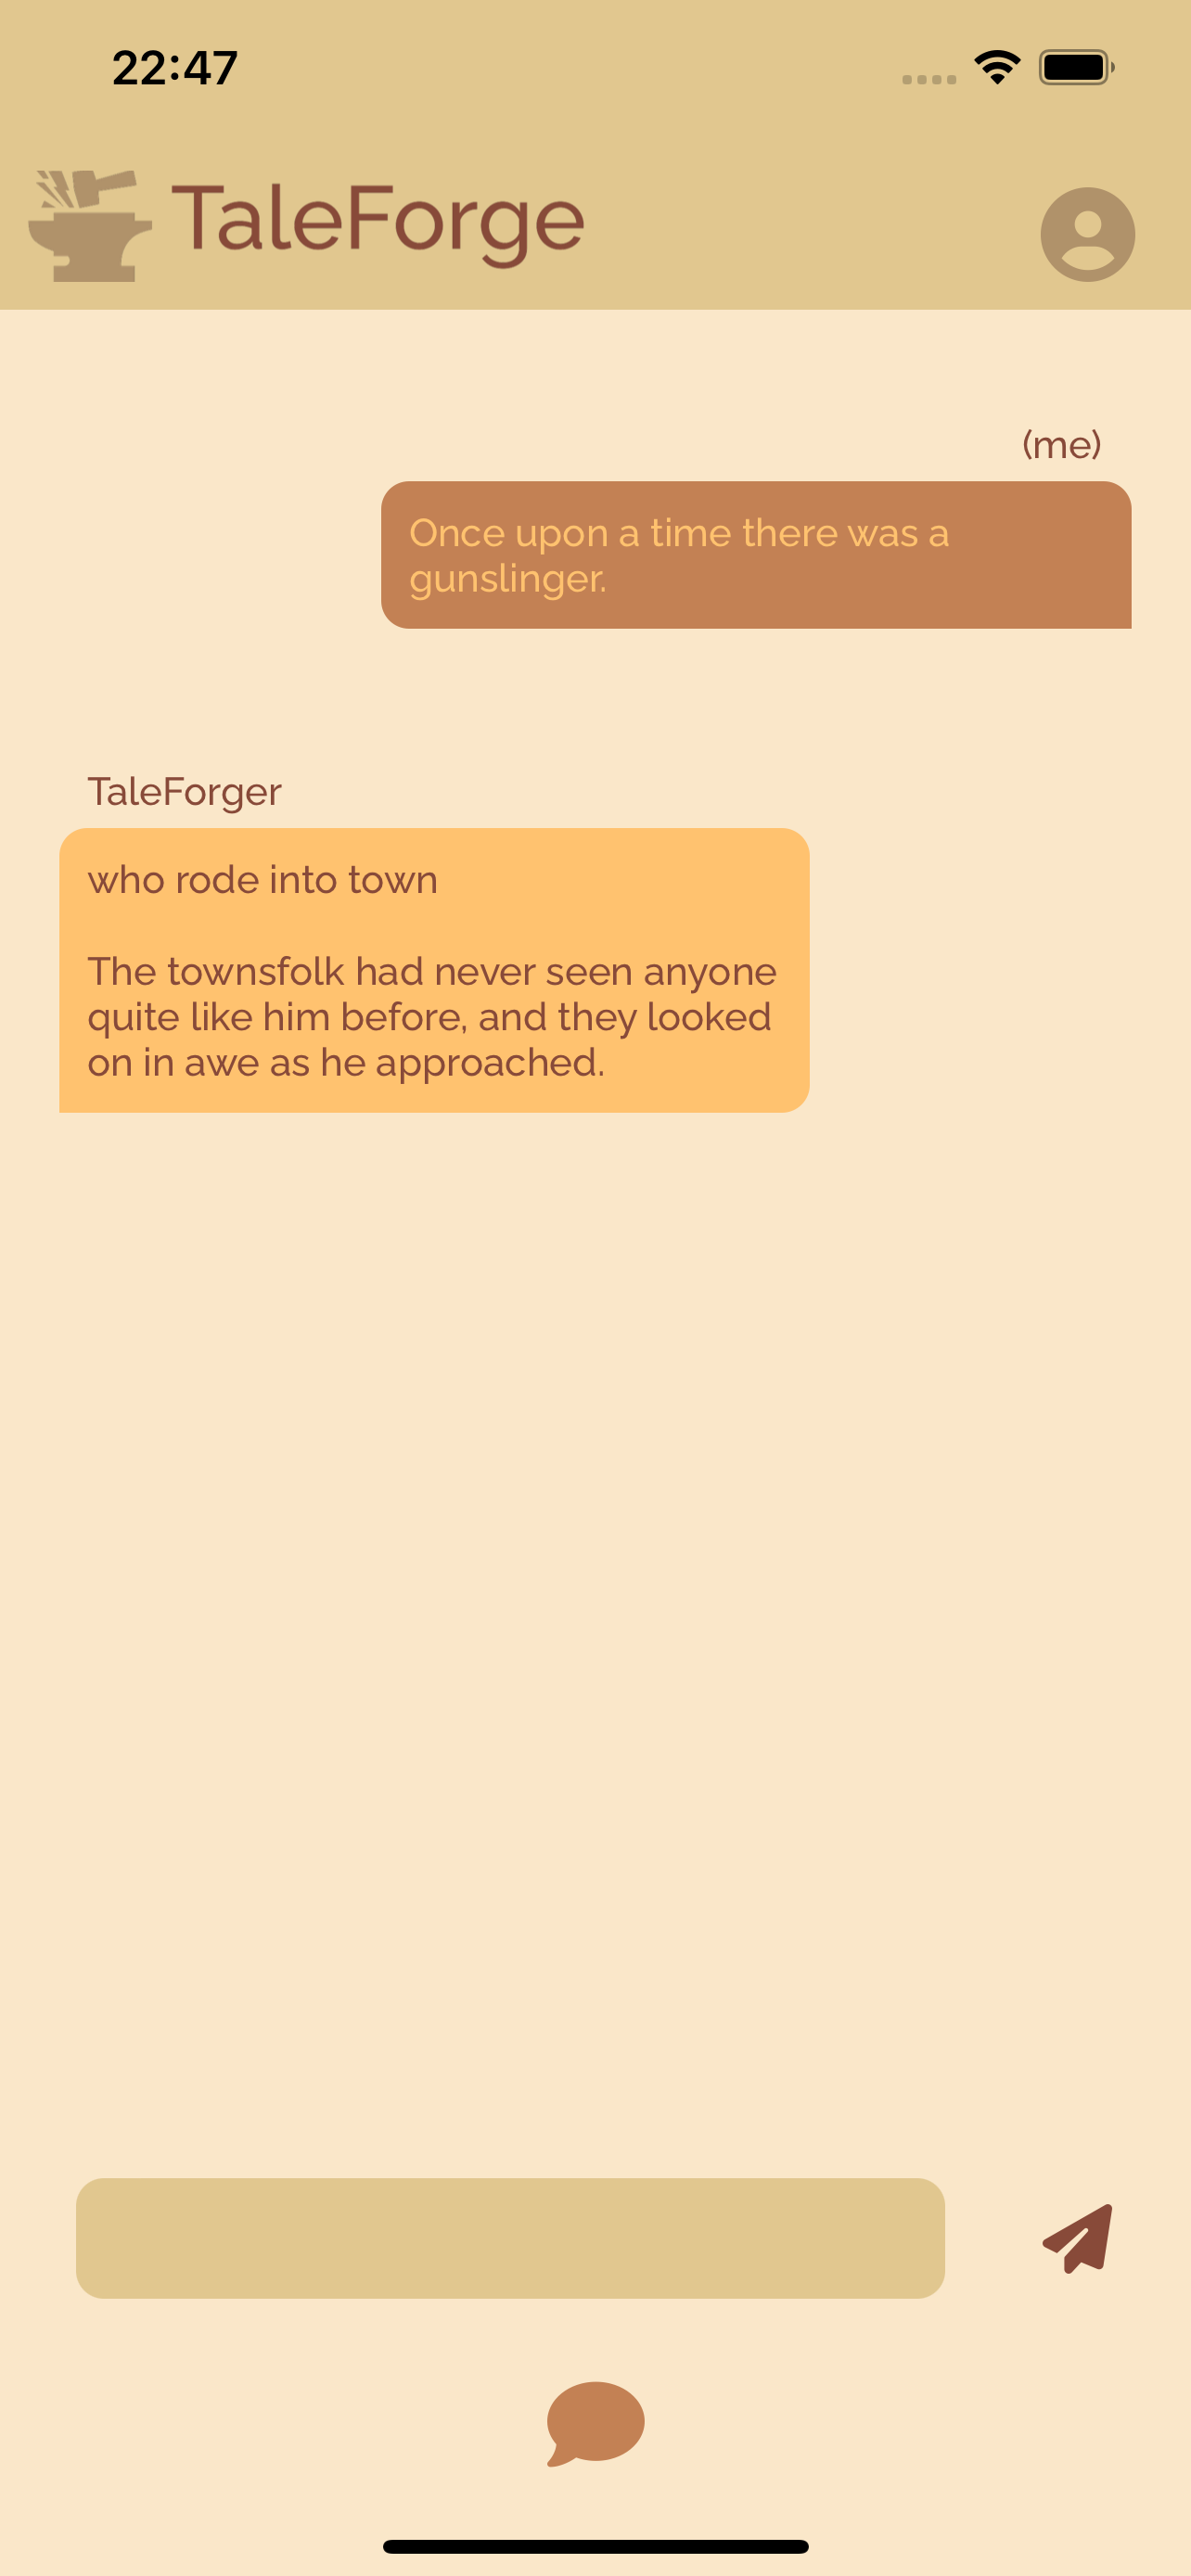 22:47
TaleForge
(me)
Once upon a time there was a
gunslinger.
TaleForger
who rode into town
The townsfolk had never seen anyone
quite like him before, and they looked
on in awe as he approached.